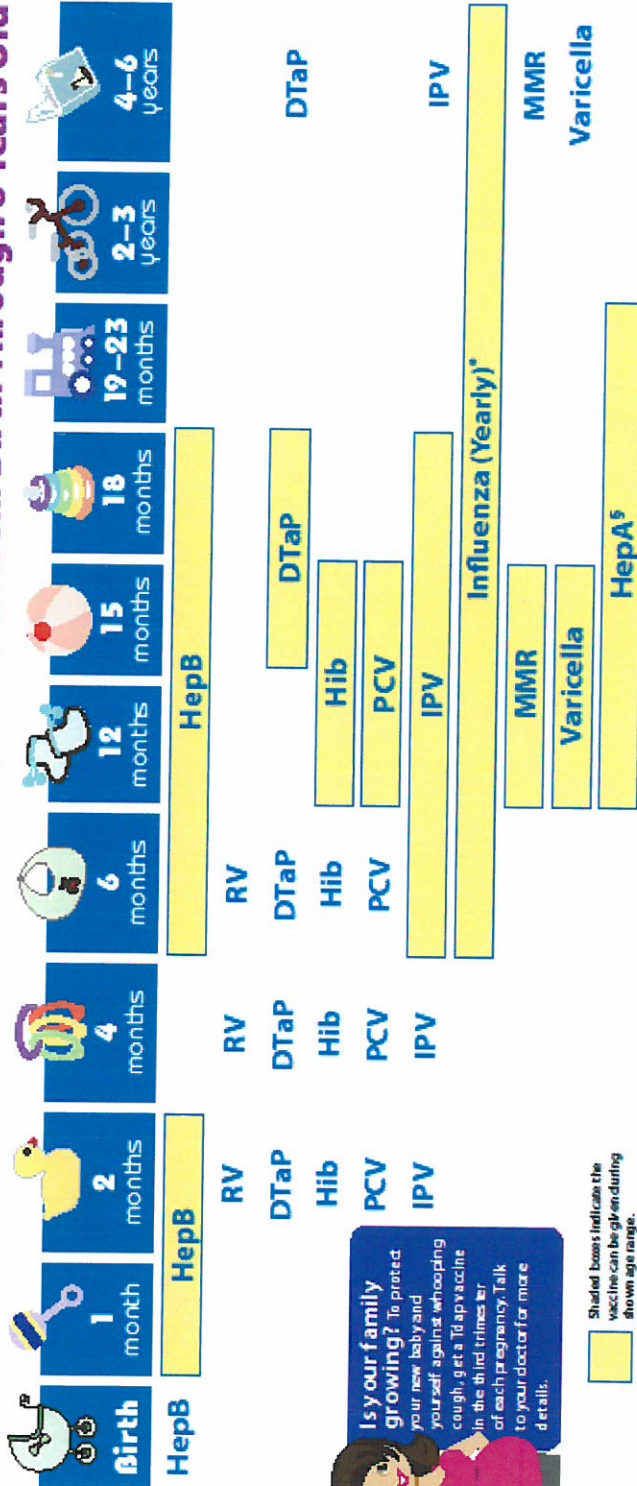 Birth Through 6 Years Old
Birth
1 month
2 months
4 months
6 months
12 months
15 months
18 months
19–23 months
2–3 years
4–6 years
HepB
HepB
HepB
RV
RV
RV
DTaP
DTaP
DTaP
DTaP
DTaP
Hib
Hib
Hib
Hib
PCV
PCV
PCV
PCV
IPV
IPV
IPV
IPV
Influenza (Yearly)*
MMR
MMR
Varicella
Varicella
HepA§
Is your family
growing? To protect
your new baby and
yourself against whooping
cough, get a Tdap vaccine
in the third trimester
of each pregnancy. Talk
to your doctor for more
details.
Shaded boxes indicate the
vaccine can be given during
shown age range.